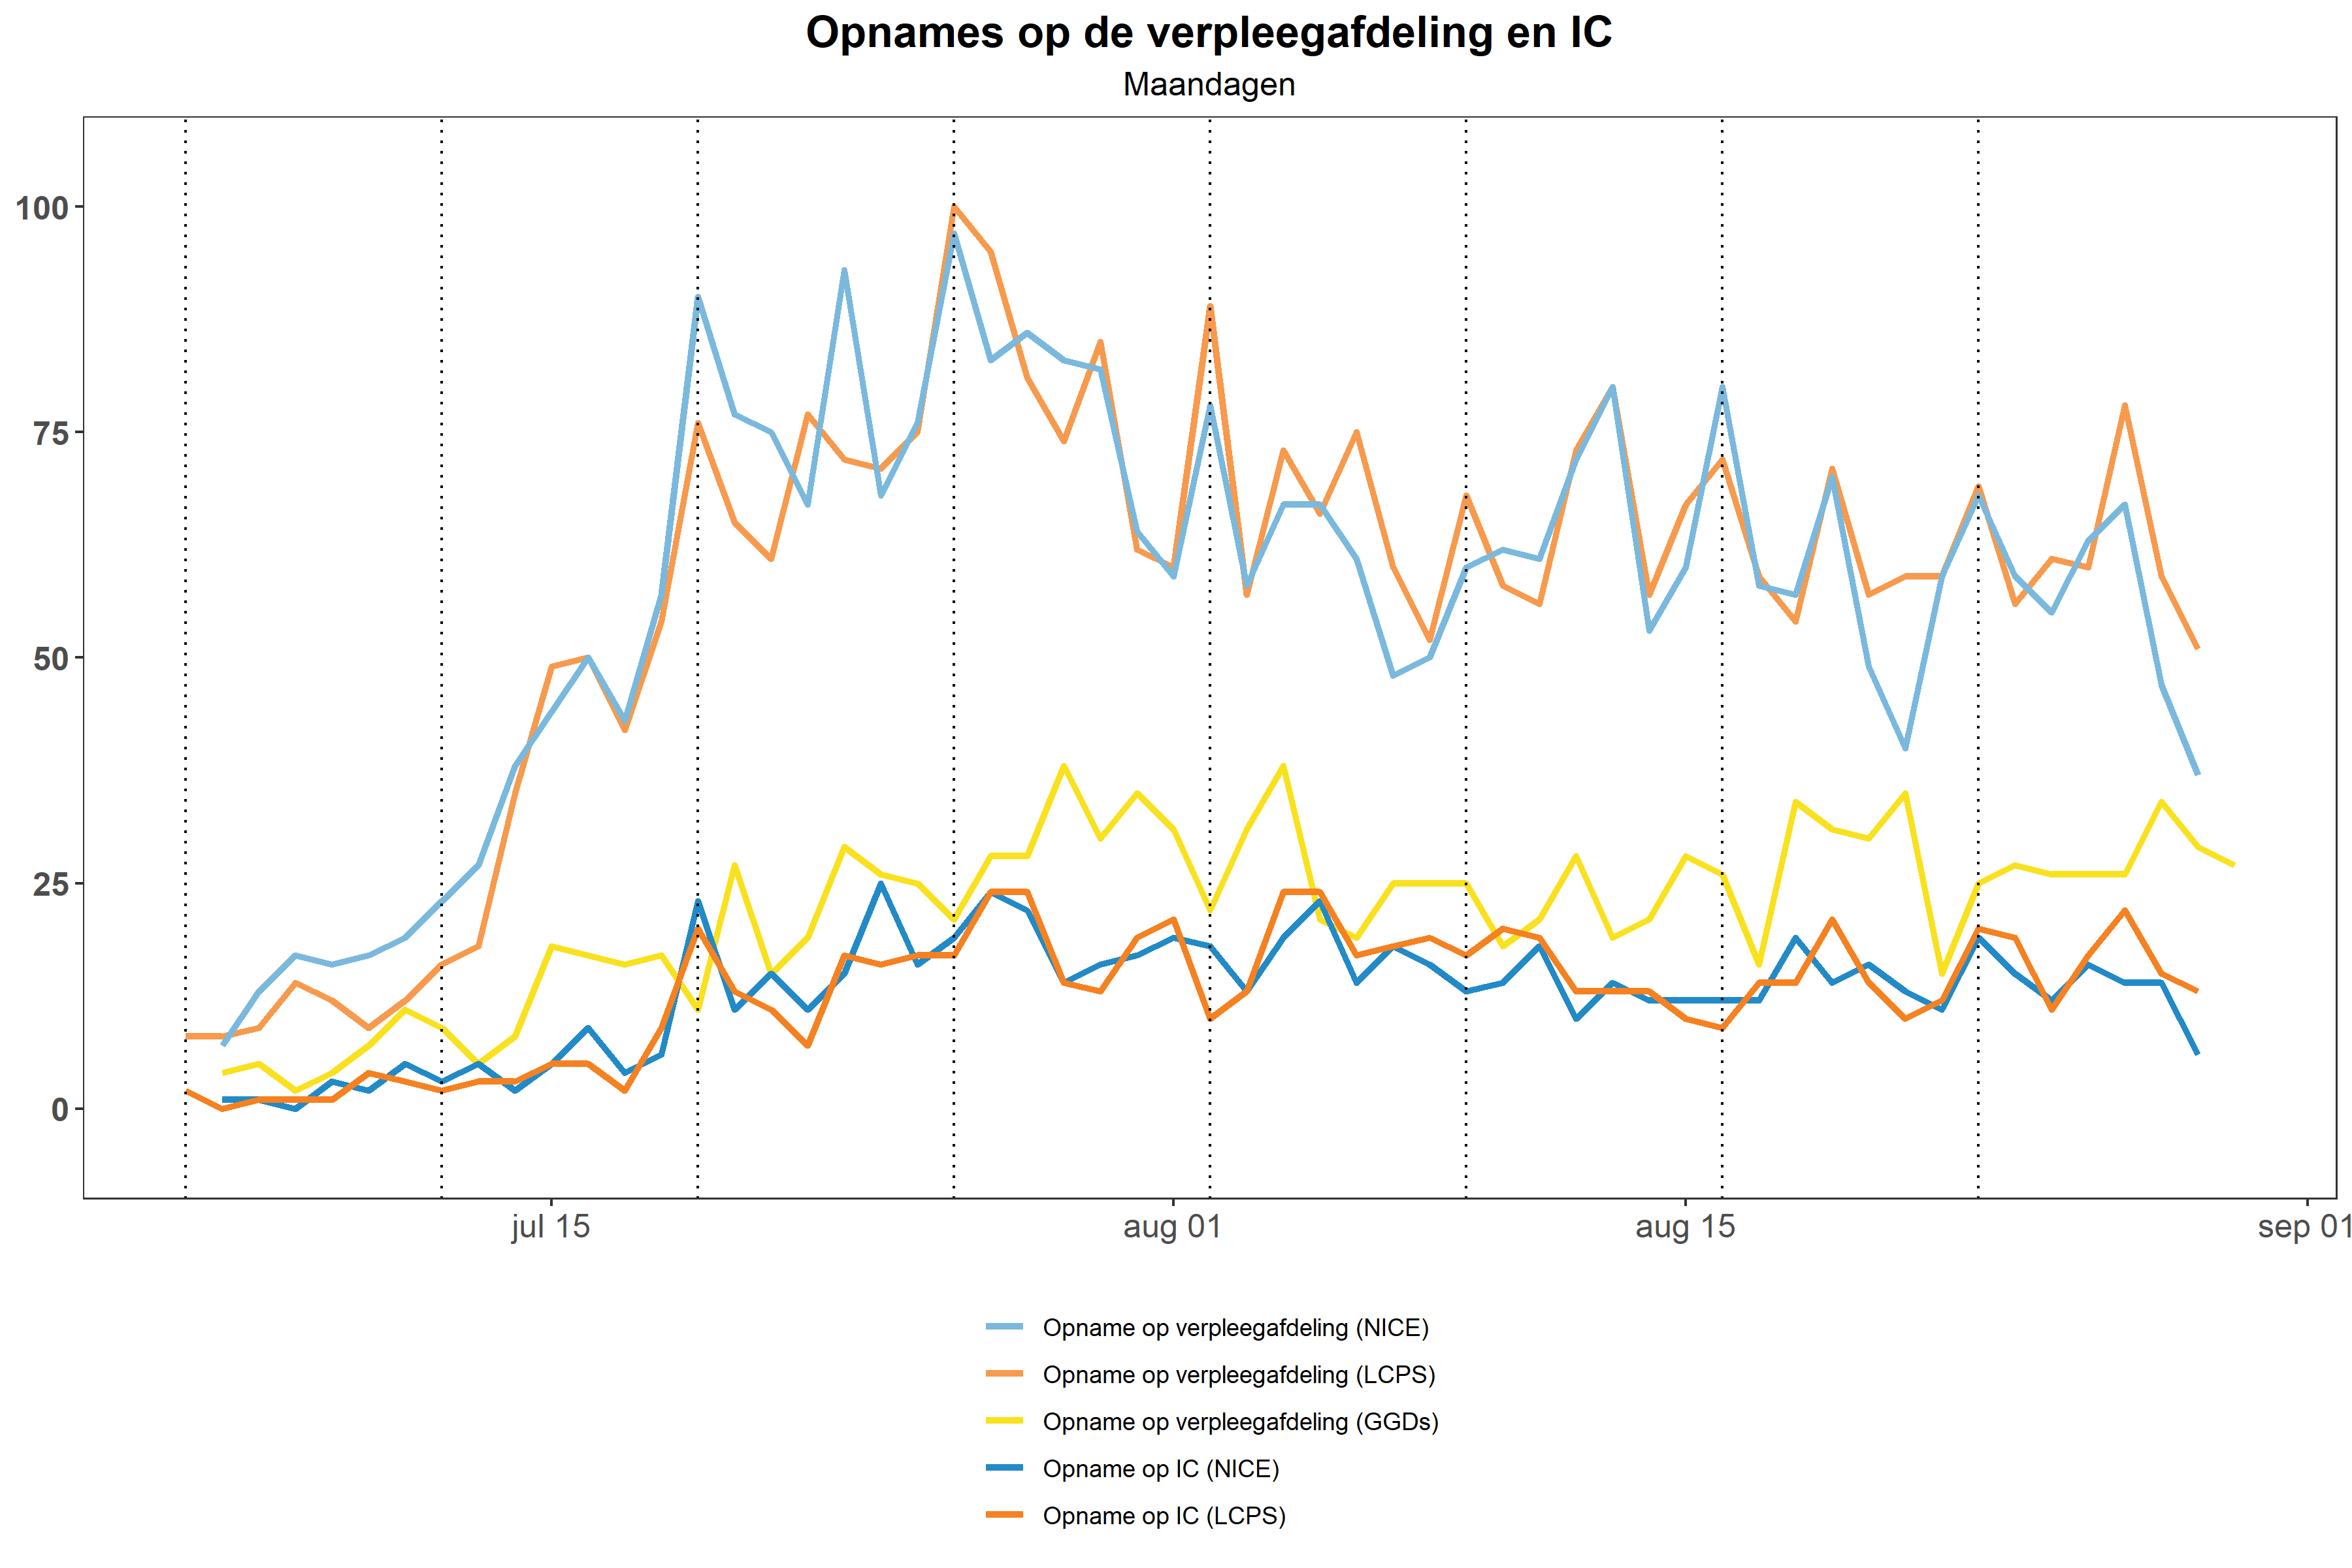 Opnames op de verpleegafdeling en IC
Maandagen
100
75
50
25
0
jul 15
aug 01
aug 15
sep 01
Opname op verpleegafdeling (NICE)
Opname op verpleegafdeling (LCPS)
Opname op verpleegafdeling (GGDs)
Opname op IC (NICE)
Opname op IC (LCPS)